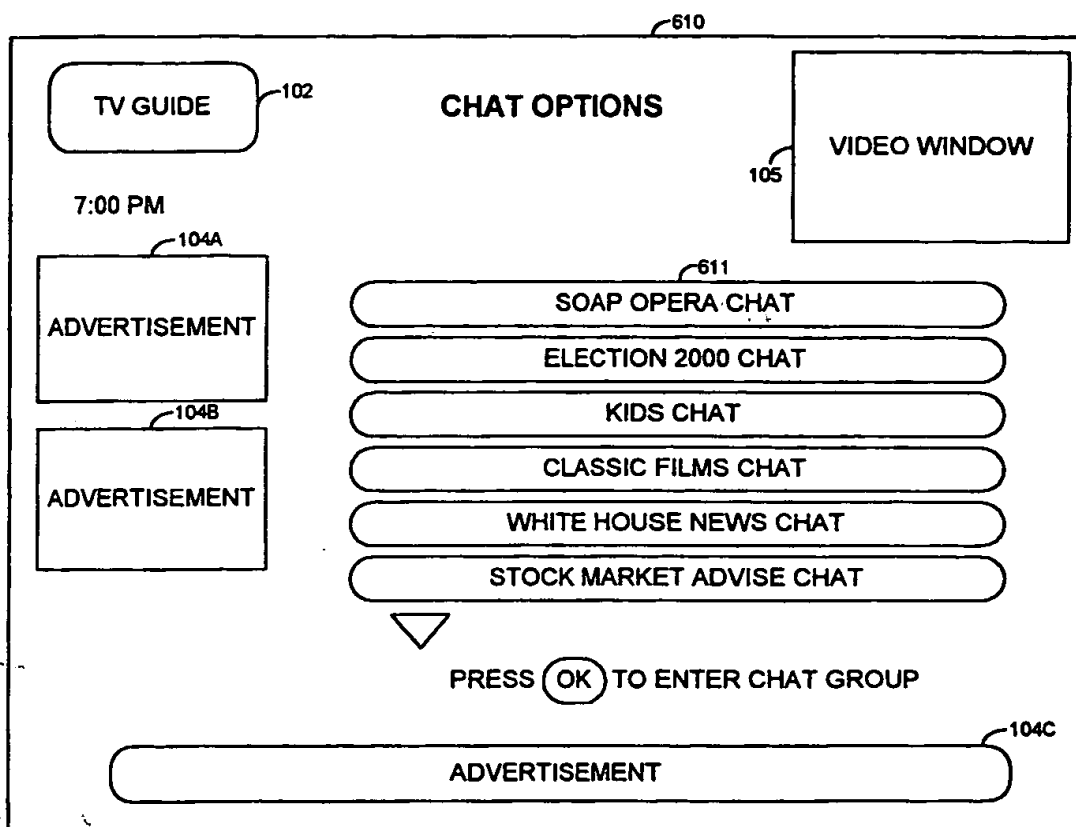 610
TV GUIDE
102
CHAT OPTIONS
VIDEO WINDOW
105
7:00 PM
104A
ADVERTISEMENT
104B
ADVERTISEMENT
611
SOAP OPERA CHAT
ELECTION 2000 CHAT
KIDS CHAT
CLASSIC FILMS CHAT
WHITE HOUSE NEWS CHAT
STOCK MARKET ADVISE CHAT
PRESS OK TO ENTER CHAT GROUP
104C
ADVERTISEMENT